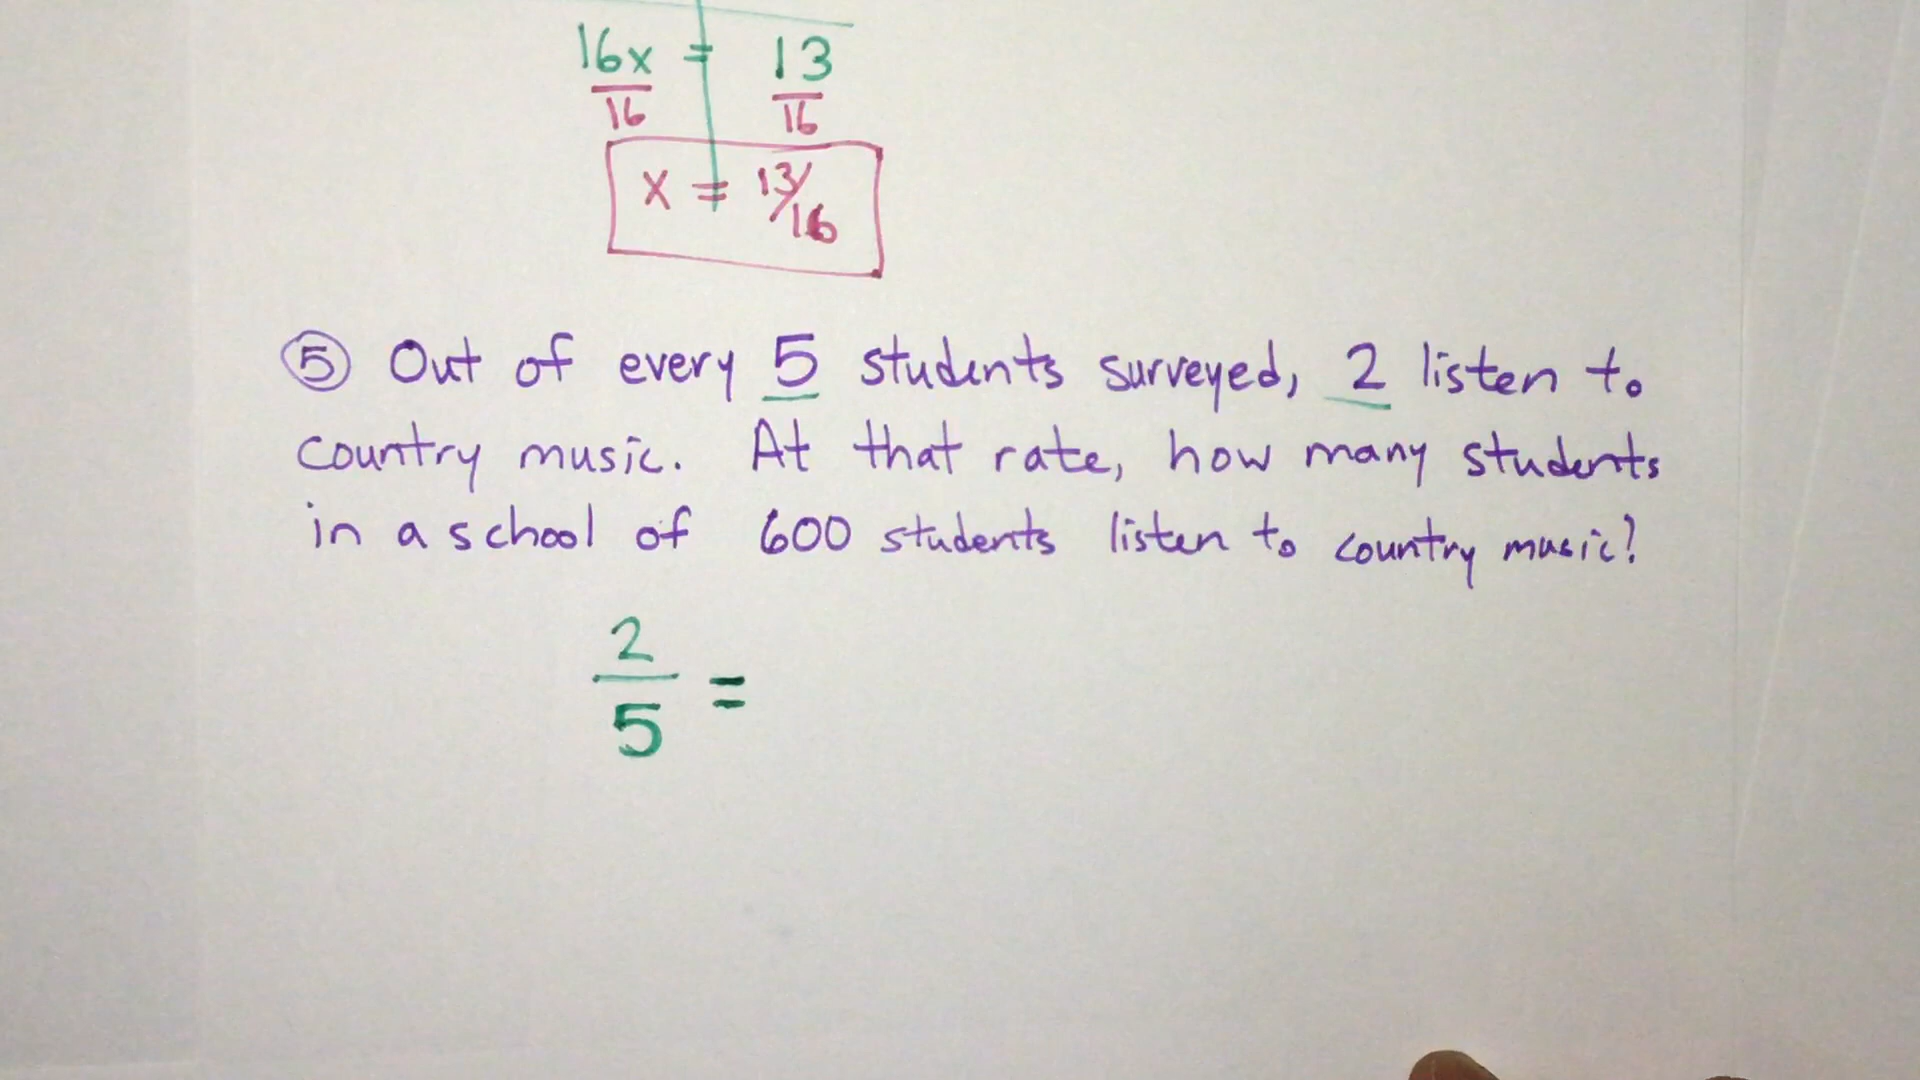 16x = 13
16 16
x = 13/16
⑤ Out of every 5 students surveyed, 2 listen to
country music. At that rate, how many students
in a school of 600 students listen to country music?
2
5 =